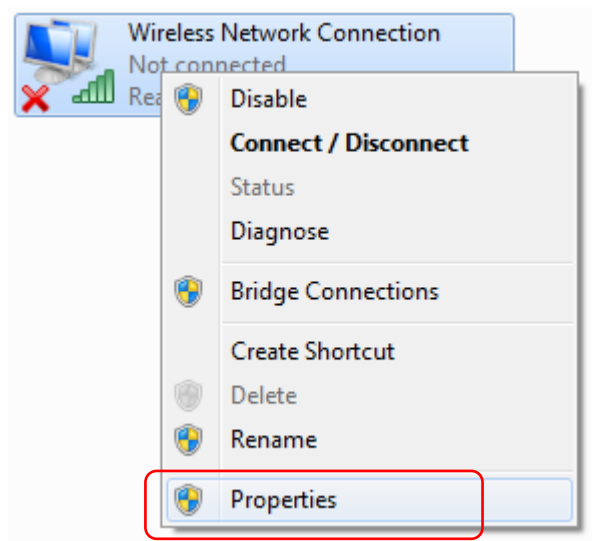 Wireless Network Connection
Not connected
Disable
Connect / Disconnect
Status
Diagnose
Bridge Connections
Create Shortcut
Delete
Rename
Properties